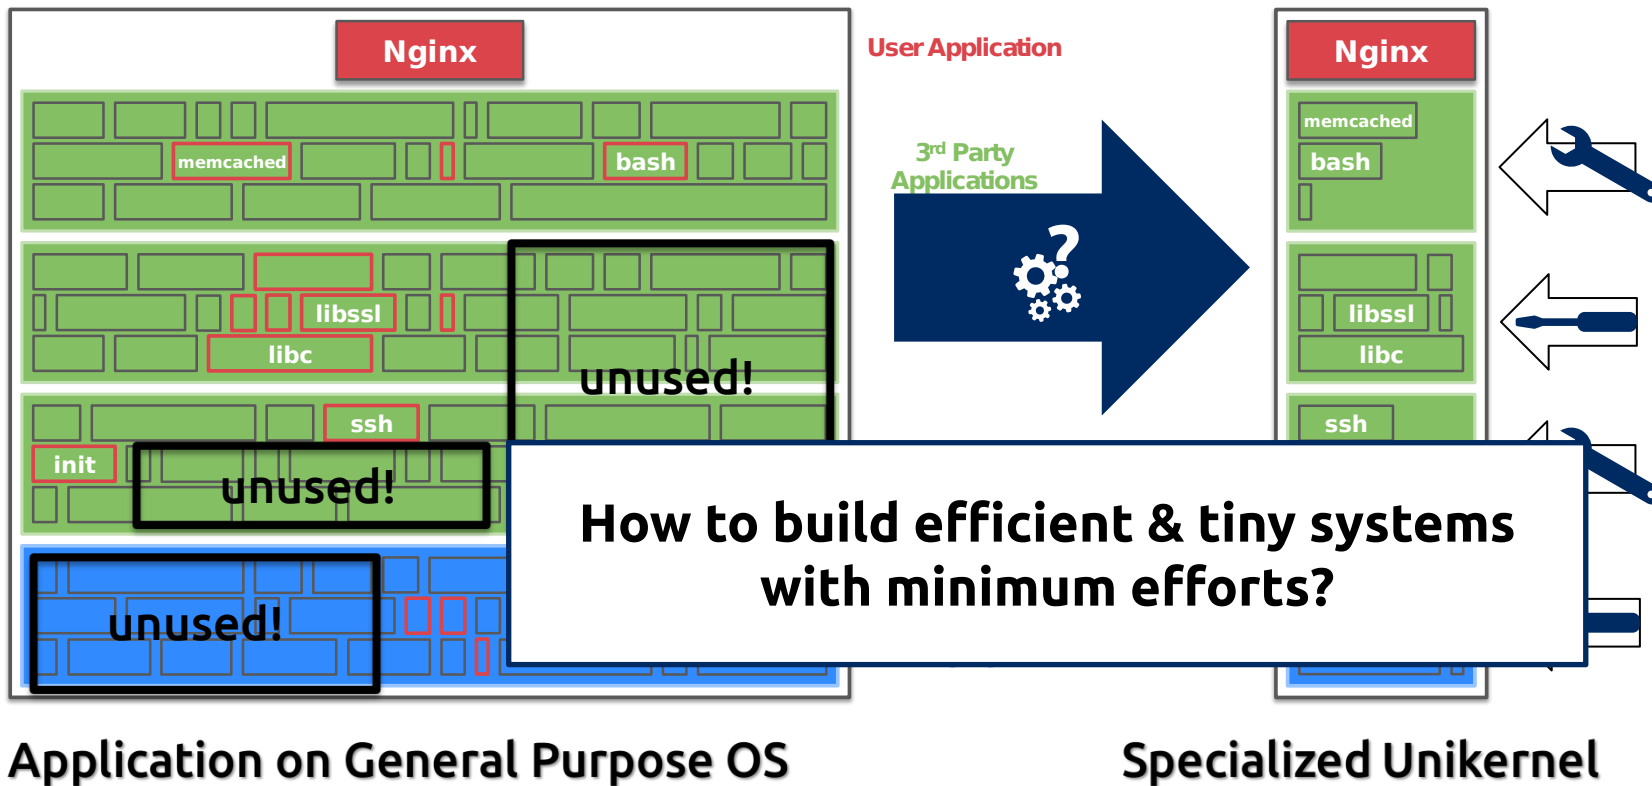 Nginx
User Application
Nginx
memcached
bash
3rd Party
Applications
memcached
bash
libssl
libc
unused!
libssl
libc
ssh
init
unused!
ssh
How to build efficient & tiny systems
with minimum efforts?
unused!
Application on General Purpose OS
Specialized Unikernel